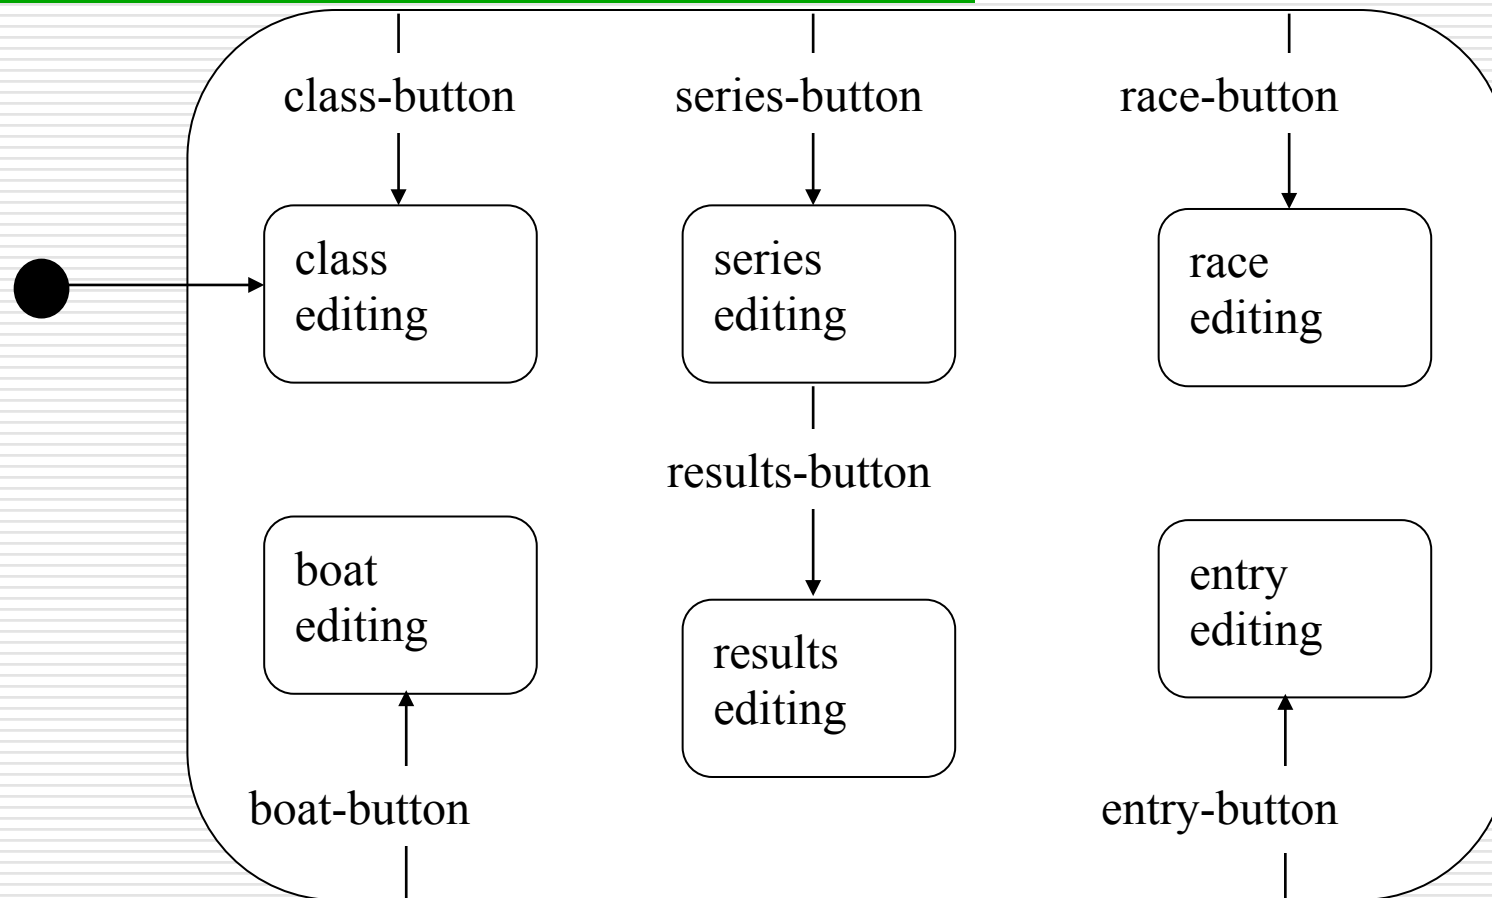 class-button
series-button
race-button
class
editing
series
editing
race
editing
results-button
boat
editing
results
editing
entry
editing
boat-button
entry-button